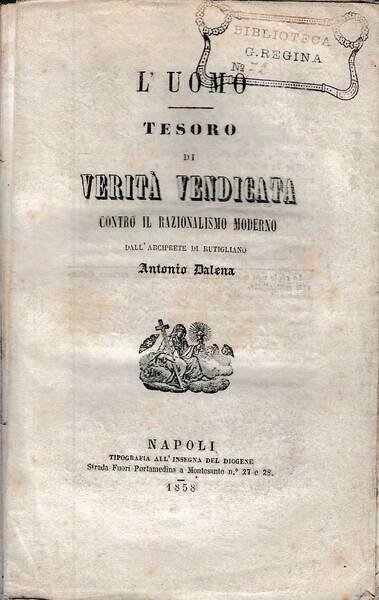 BIBLIOTECA
G. REGINA
Nº
L'UOMO
TESORO
DI
VERITÀ VENDICATA
CONTRO IL RAZIONALISMO MODERNO
DALL'ARCIPRETE DI RUTIGLIANO
Antonio Dalena
NAPOLI
TIPOGRAFIA ALL'INSEGNA DEL DIOGENE
Strada Fuori Portamedina a Montesanto n.° 27 e 28.
1858